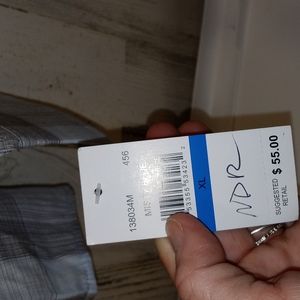 138034M
456
XL
NDR
SUGGESTED
RETAIL
$ 55.00